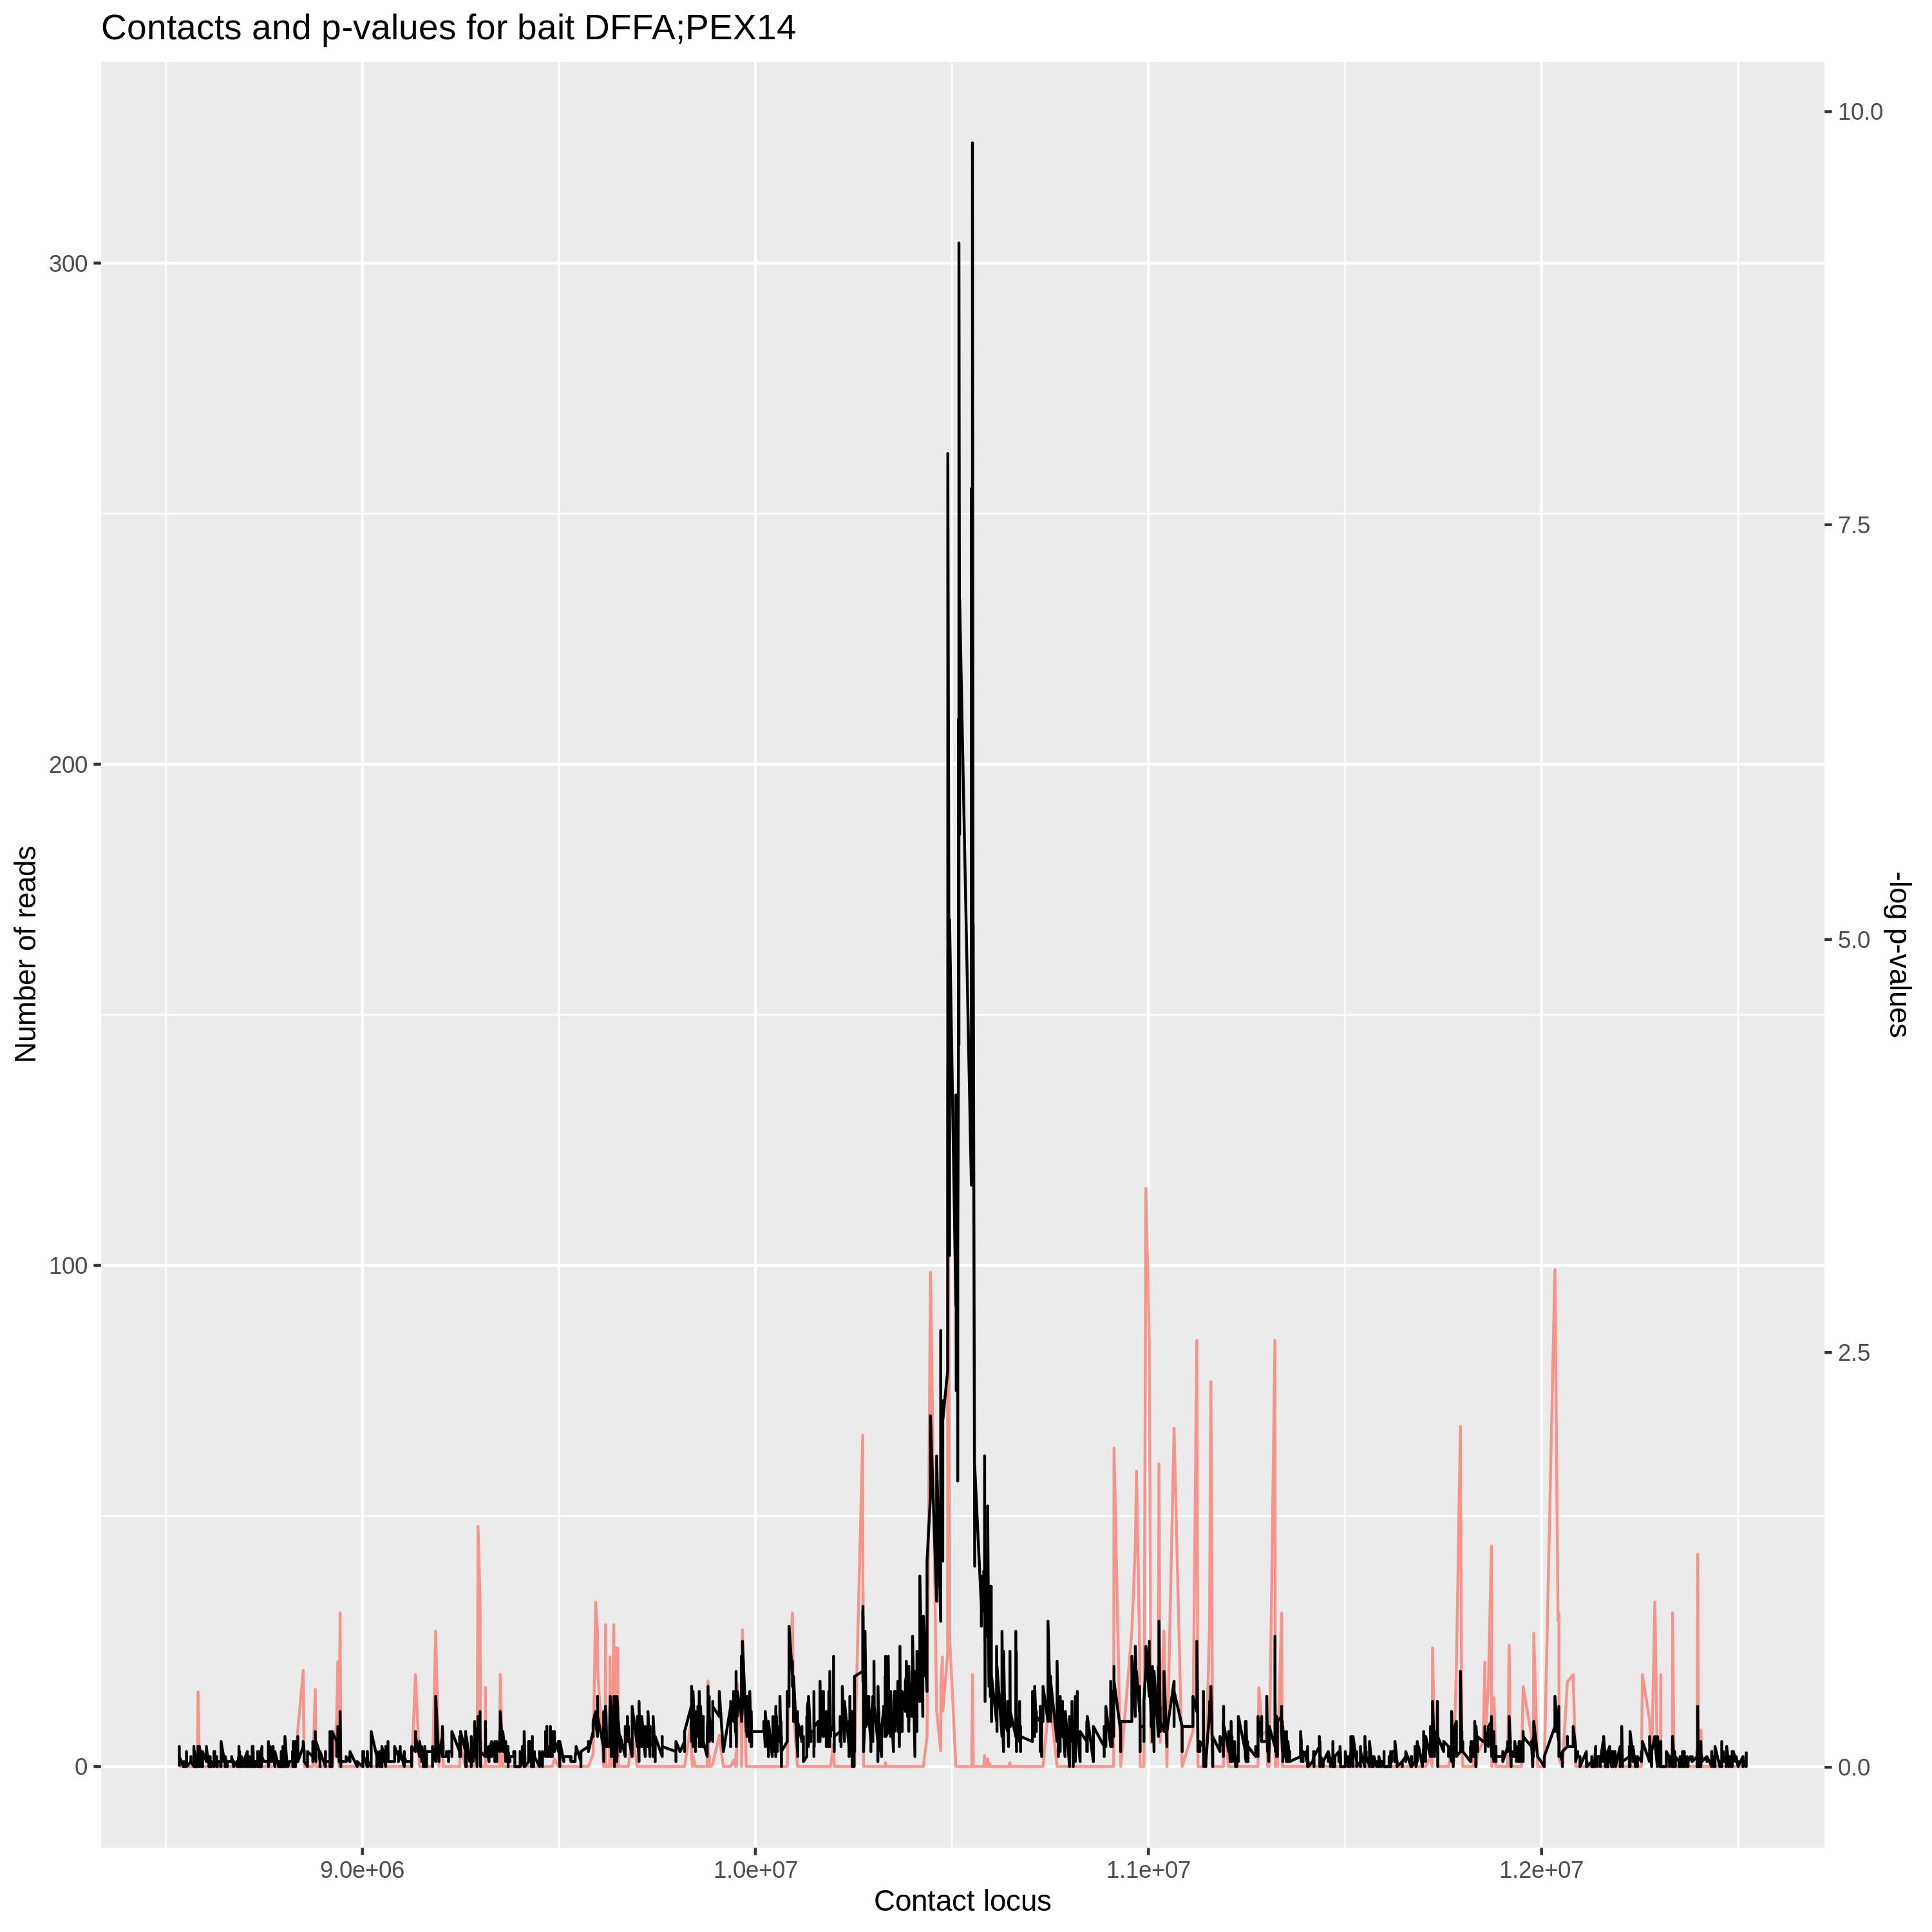 Contacts and p-values for bait DFFA;PEX14
10.0
300
7.5
200
Number of reads
-log p-values
5.0
100
2.5
0
0.0
9.0e+06
1.0e+07
1.1e+07
1.2e+07
Contact locus